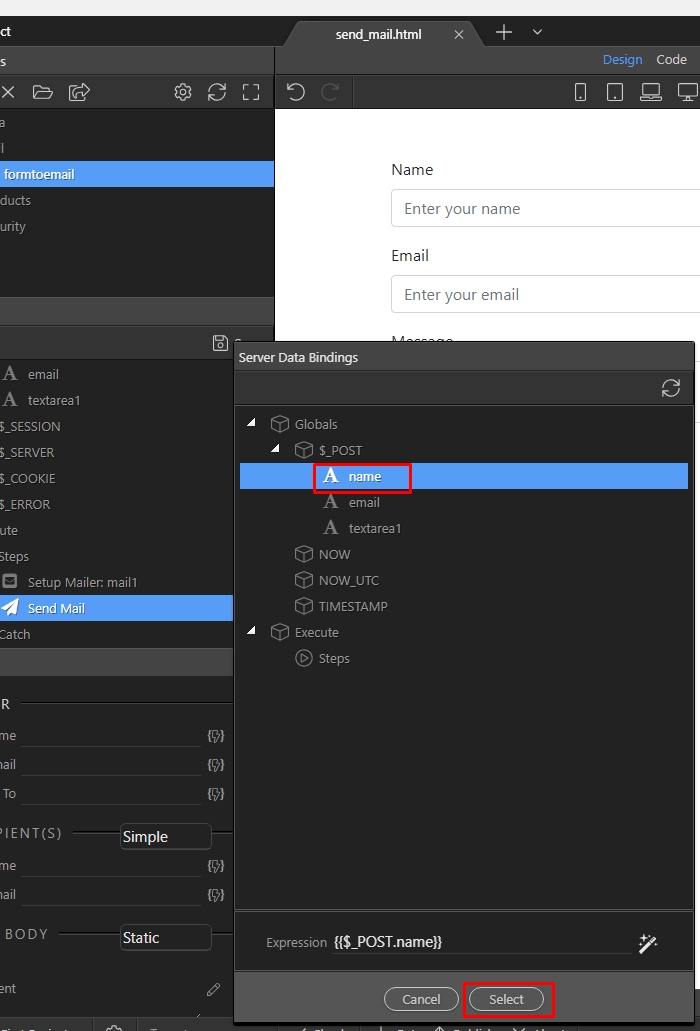 ct
send_mail.html
s
Design Code
a
l
formtoemail
ducts
urity
Name
Enter your name
Email
Enter your email
Message
S
email
textarea1
$_SESSION
$_SERVER
$_COOKIE
$_ERROR
ute
Steps
Setup Mailer: mail1
Send Mail
Catch
R
me
ail
To
PIENT(S) Simple
me
ail
BODY Static
ent
Server Data Bindings
Globals
$_POST
A name
A email
A textarea1
NOW
NOW_UTC
TIMESTAMP
Execute
Steps
Expression {{$_POST.name}}
Cancel Select